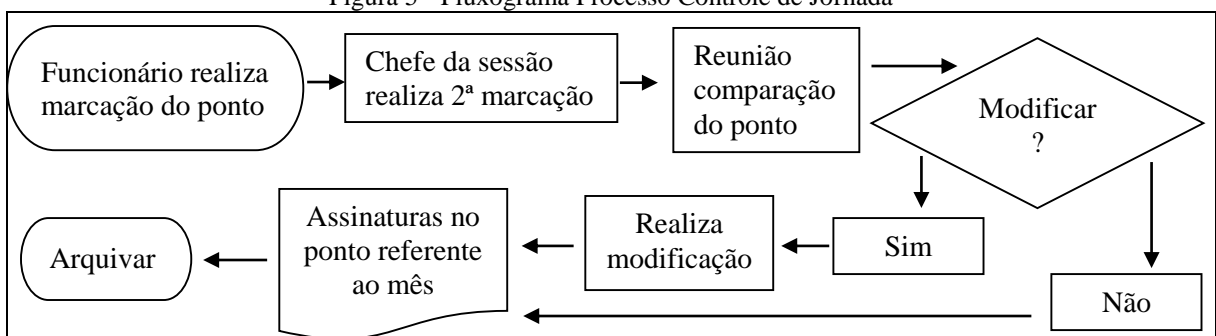 Figura 5 - Fluxograma Processo Controle de Jornada
Funcionário realiza
marcação do ponto
Chefe da sessão
realiza 2ª marcação
Reunião
comparação
do ponto
Modificar
?
Sim
Realiza
modificação
Assinaturas no
ponto referente
ao mês
Arquivar
Não